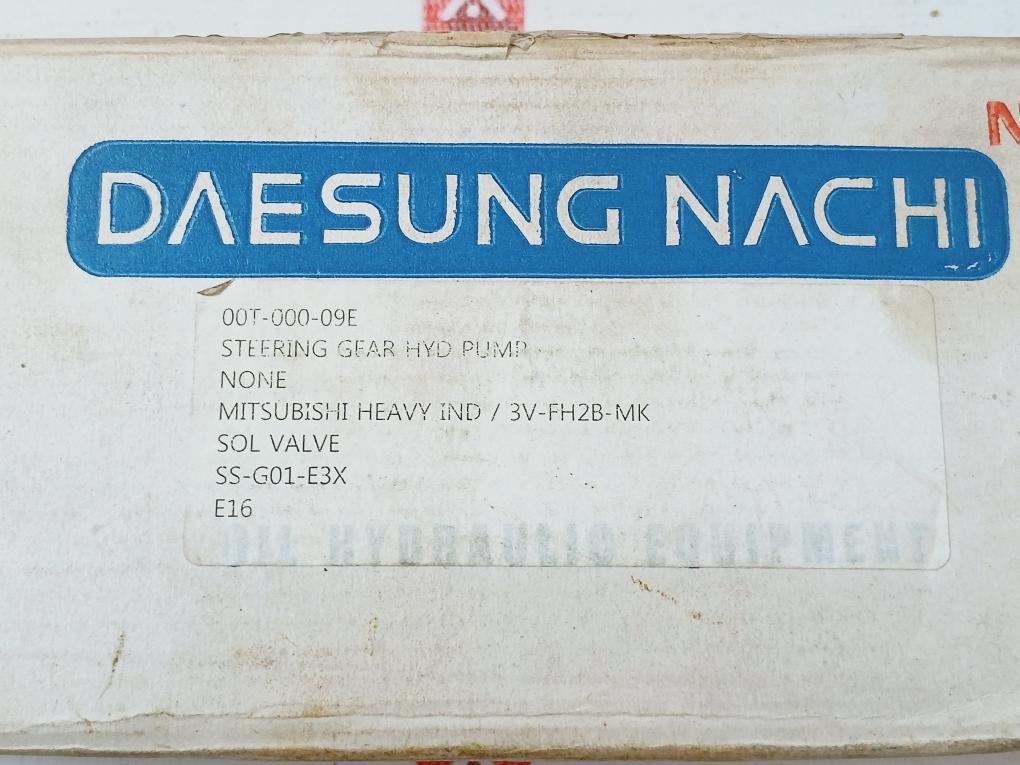 DAESUNG NACHI
00T-000-09E
STEERING GEAR HYD PUMP
NONE
MITSUBISHI HEAVY IND / 3V-FH2B-MK
SOL VALVE
SS-G01-E3X
E16
OIL HYDRAULIC EQUIPMENT